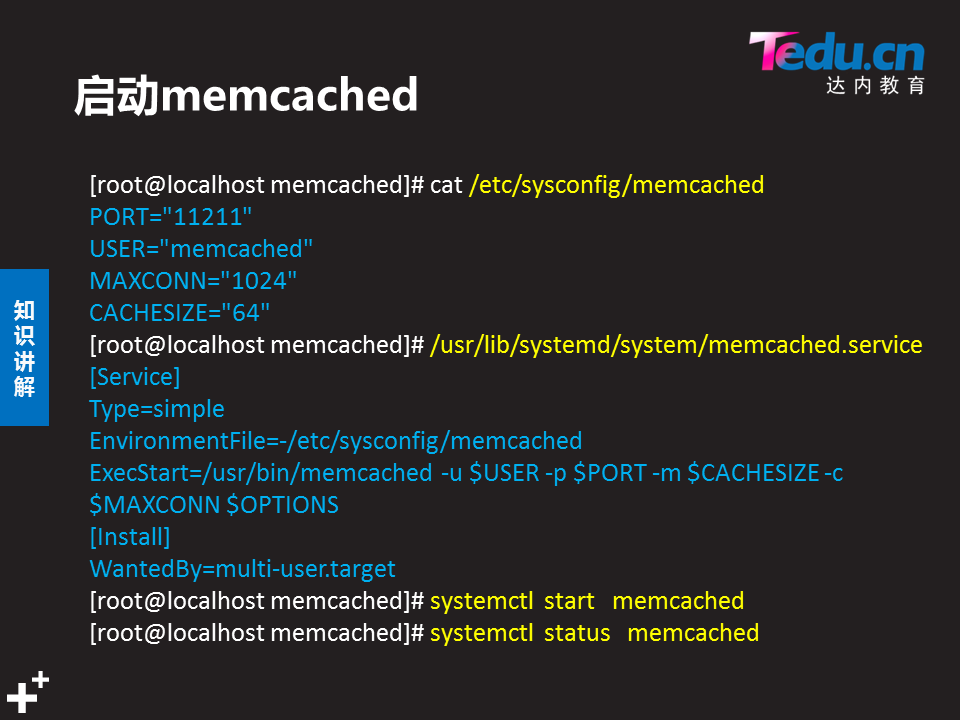 Tedu.cn
达内教育
启动memcached
[root@localhost memcached]# cat /etc/sysconfig/memcached
PORT="11211"
USER="memcached"
MAXCONN="1024"
CACHESIZE="64"
[root@localhost memcached]# /usr/lib/systemd/system/memcached.service
[Service]
Type=simple
EnvironmentFile=-/etc/sysconfig/memcached
ExecStart=/usr/bin/memcached -u $USER -p $PORT -m $CACHESIZE -c
$MAXCONN $OPTIONS
[Install]
WantedBy=multi-user.target
[root@localhost memcached]# systemctl start memcached
[root@localhost memcached]# systemctl status memcached
知识讲解